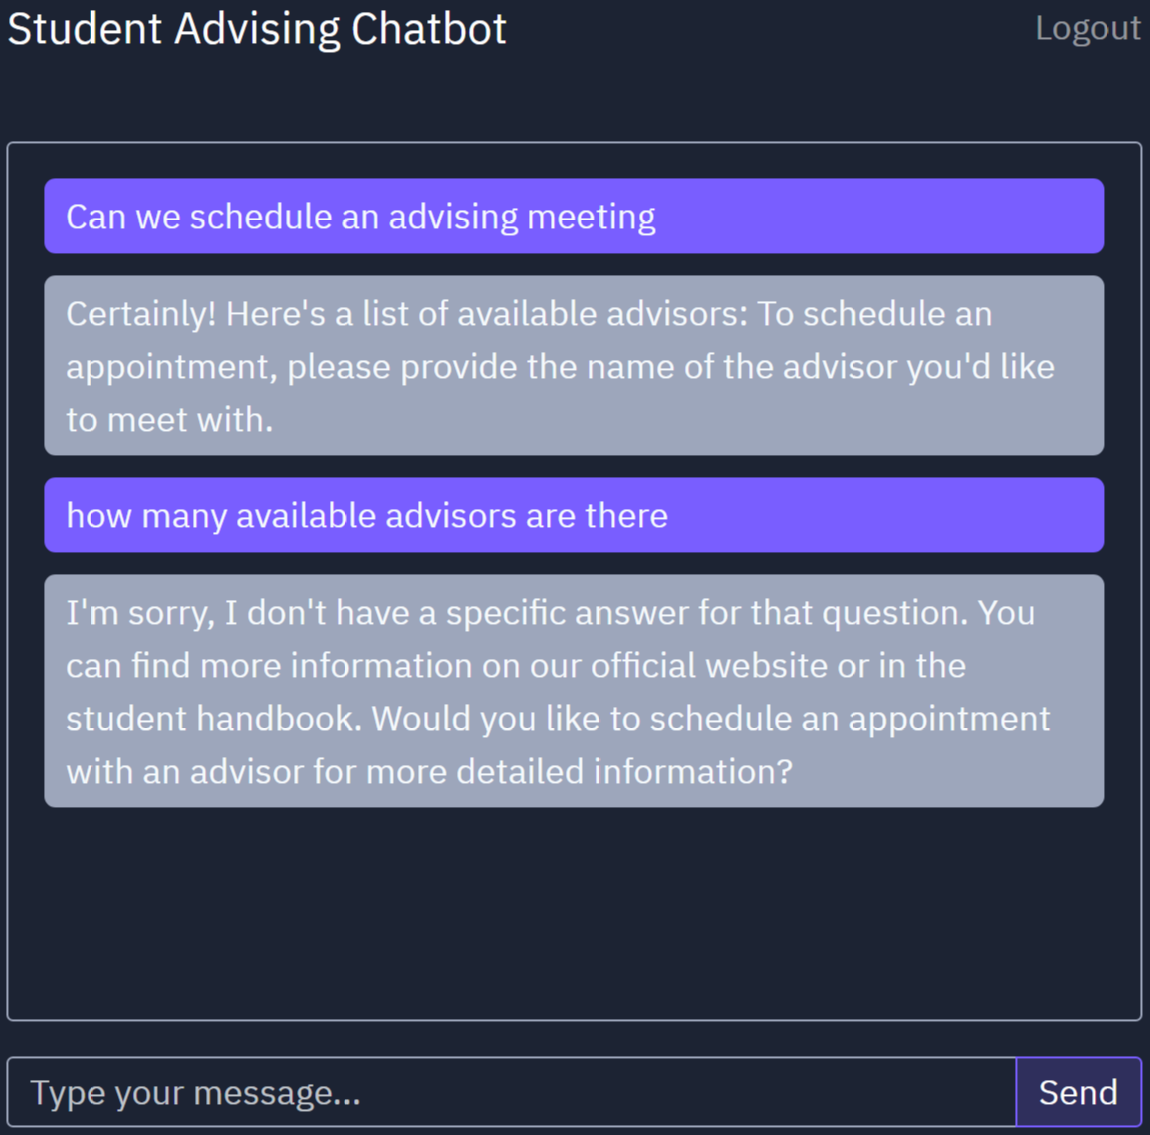 Student Advising Chatbot
Logout
Can we schedule an advising meeting
Certainly! Here's a list of available advisors: To schedule an
appointment, please provide the name of the advisor you'd like
to meet with.
how many available advisors are there
I'm sorry, I don't have a specific answer for that question. You
can find more information on our official website or in the
student handbook. Would you like to schedule an appointment
with an advisor for more detailed information?
Type your message...
Send